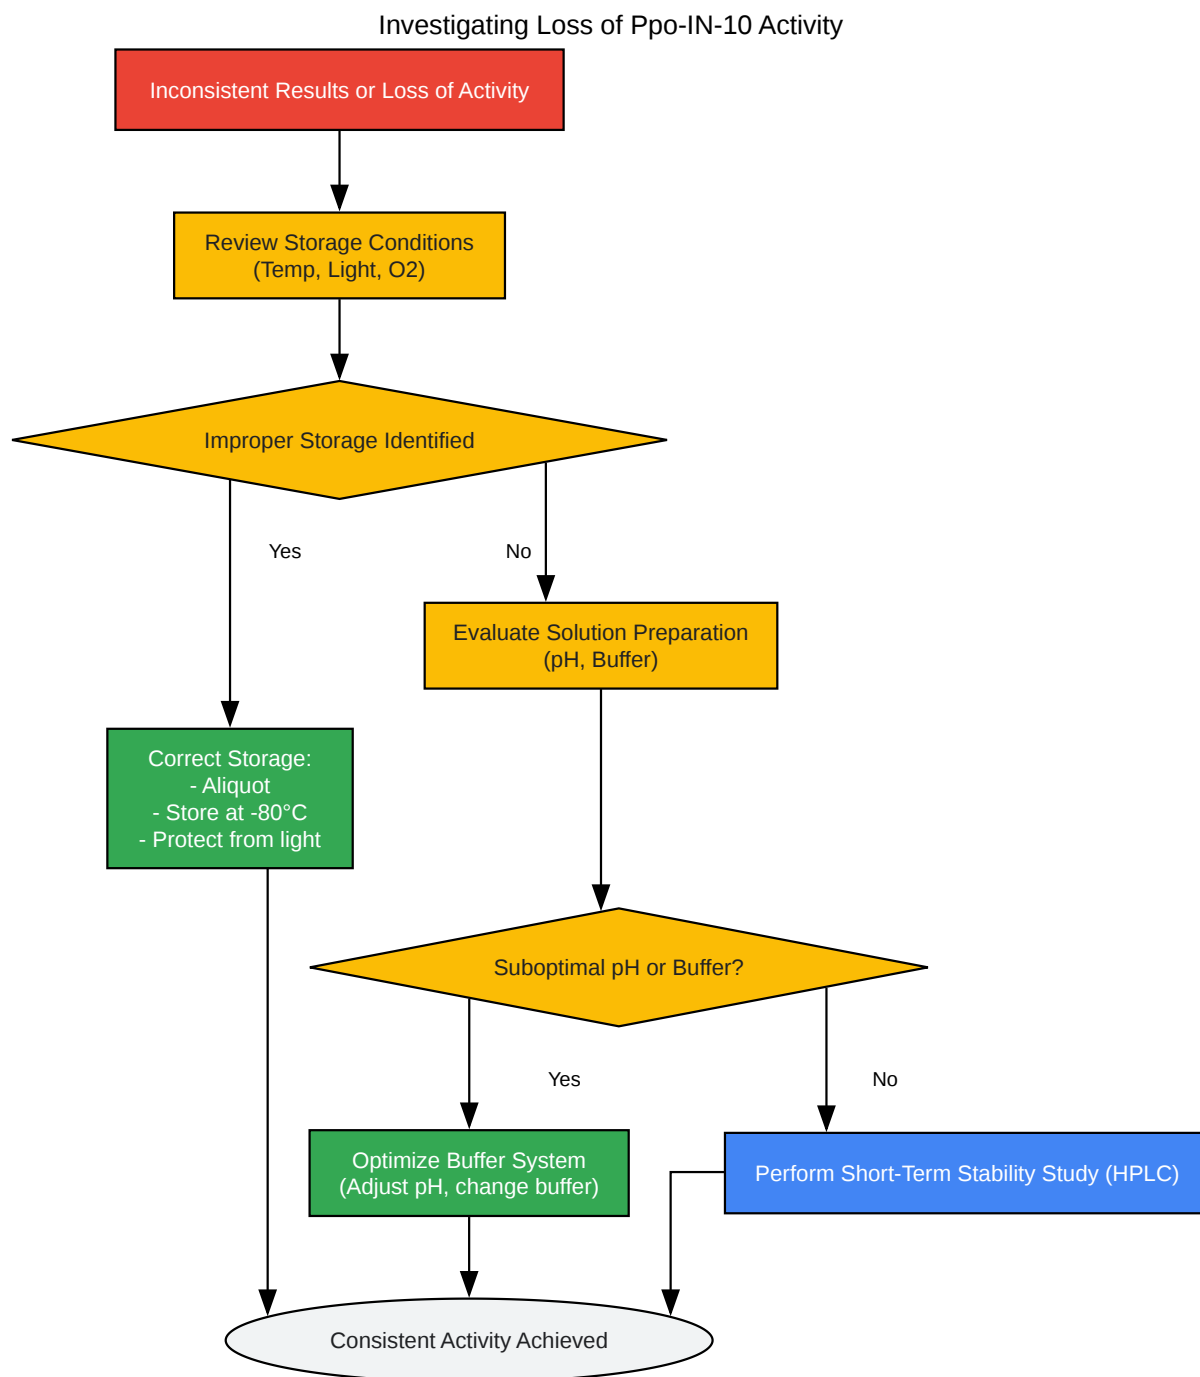 Investigating Loss of Ppo-IN-10 Activity
Inconsistent Results or Loss of Activity
Review Storage Conditions
(Temp, Light, O2)
Improper Storage Identified
Yes
No
Evaluate Solution Preparation
(pH, Buffer)
Correct Storage:
- Aliquot
- Store at -80°C
- Protect from light
Suboptimal pH or Buffer?
Yes
No
Optimize Buffer System
(Adjust pH, change buffer)
Perform Short-Term Stability Study (HPLC)
Consistent Activity Achieved